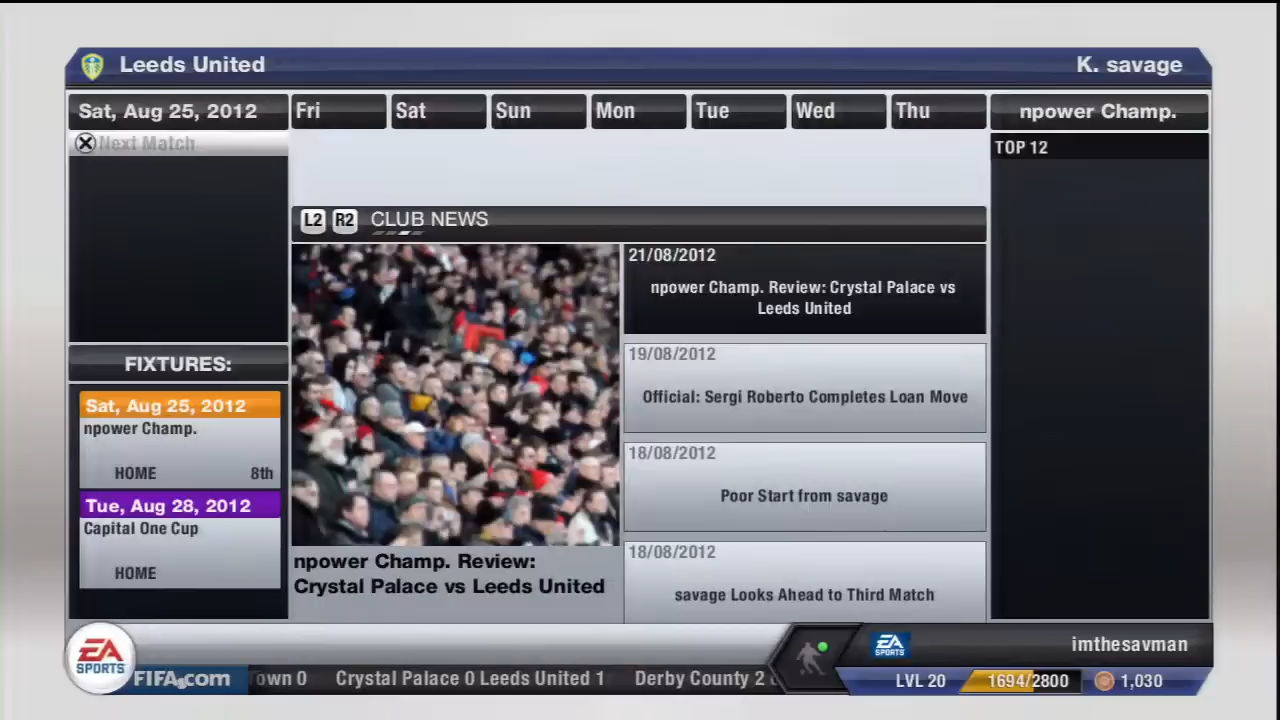 Leeds United
K. savage
Sat, Aug 25, 2012
Fri
Sat
Sun
Mon
Tue
Wed
Thu
npower Champ.
Next Match
TOP 12
L2 R2 CLUB NEWS
21/08/2012
npower Champ. Review: Crystal Palace vs
Leeds United
19/08/2012
Official: Sergi Roberto Completes Loan Move
18/08/2012
Poor Start from savage
18/08/2012
savage Looks Ahead to Third Match
npower Champ. Review:
Crystal Palace vs Leeds United
FIXTURES:
Sat, Aug 25, 2012
npower Champ.
HOME 8th
Tue, Aug 28, 2012
Capital One Cup
HOME
EA
SPORTS
FIFA.com
own 0 Crystal Palace 0 Leeds United 1 Derby County 2
EA
SPORTS
imthesavman
LVL 20
1694/2800
1,030